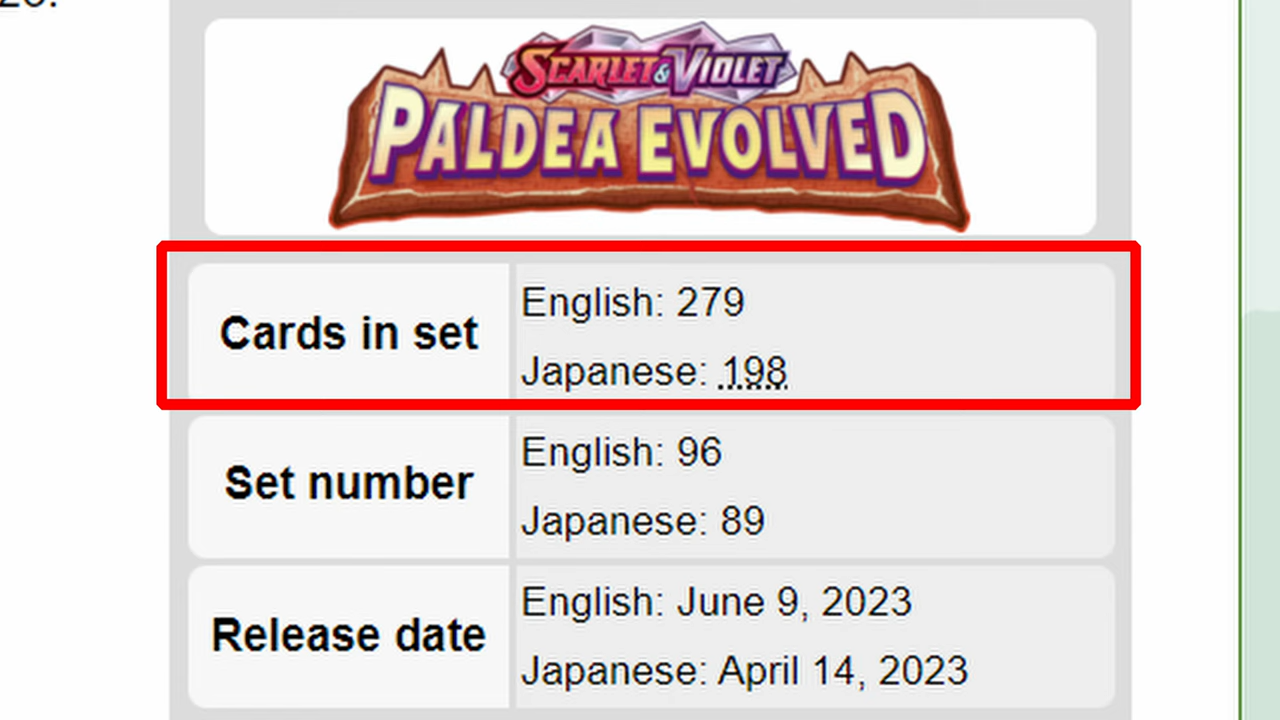 SCARLET & VIOLET
PALDEA EVOLVED
Cards in set
English: 279
Japanese: 198
Set number
English: 96
Japanese: 89
Release date
English: June 9, 2023
Japanese: April 14, 2023